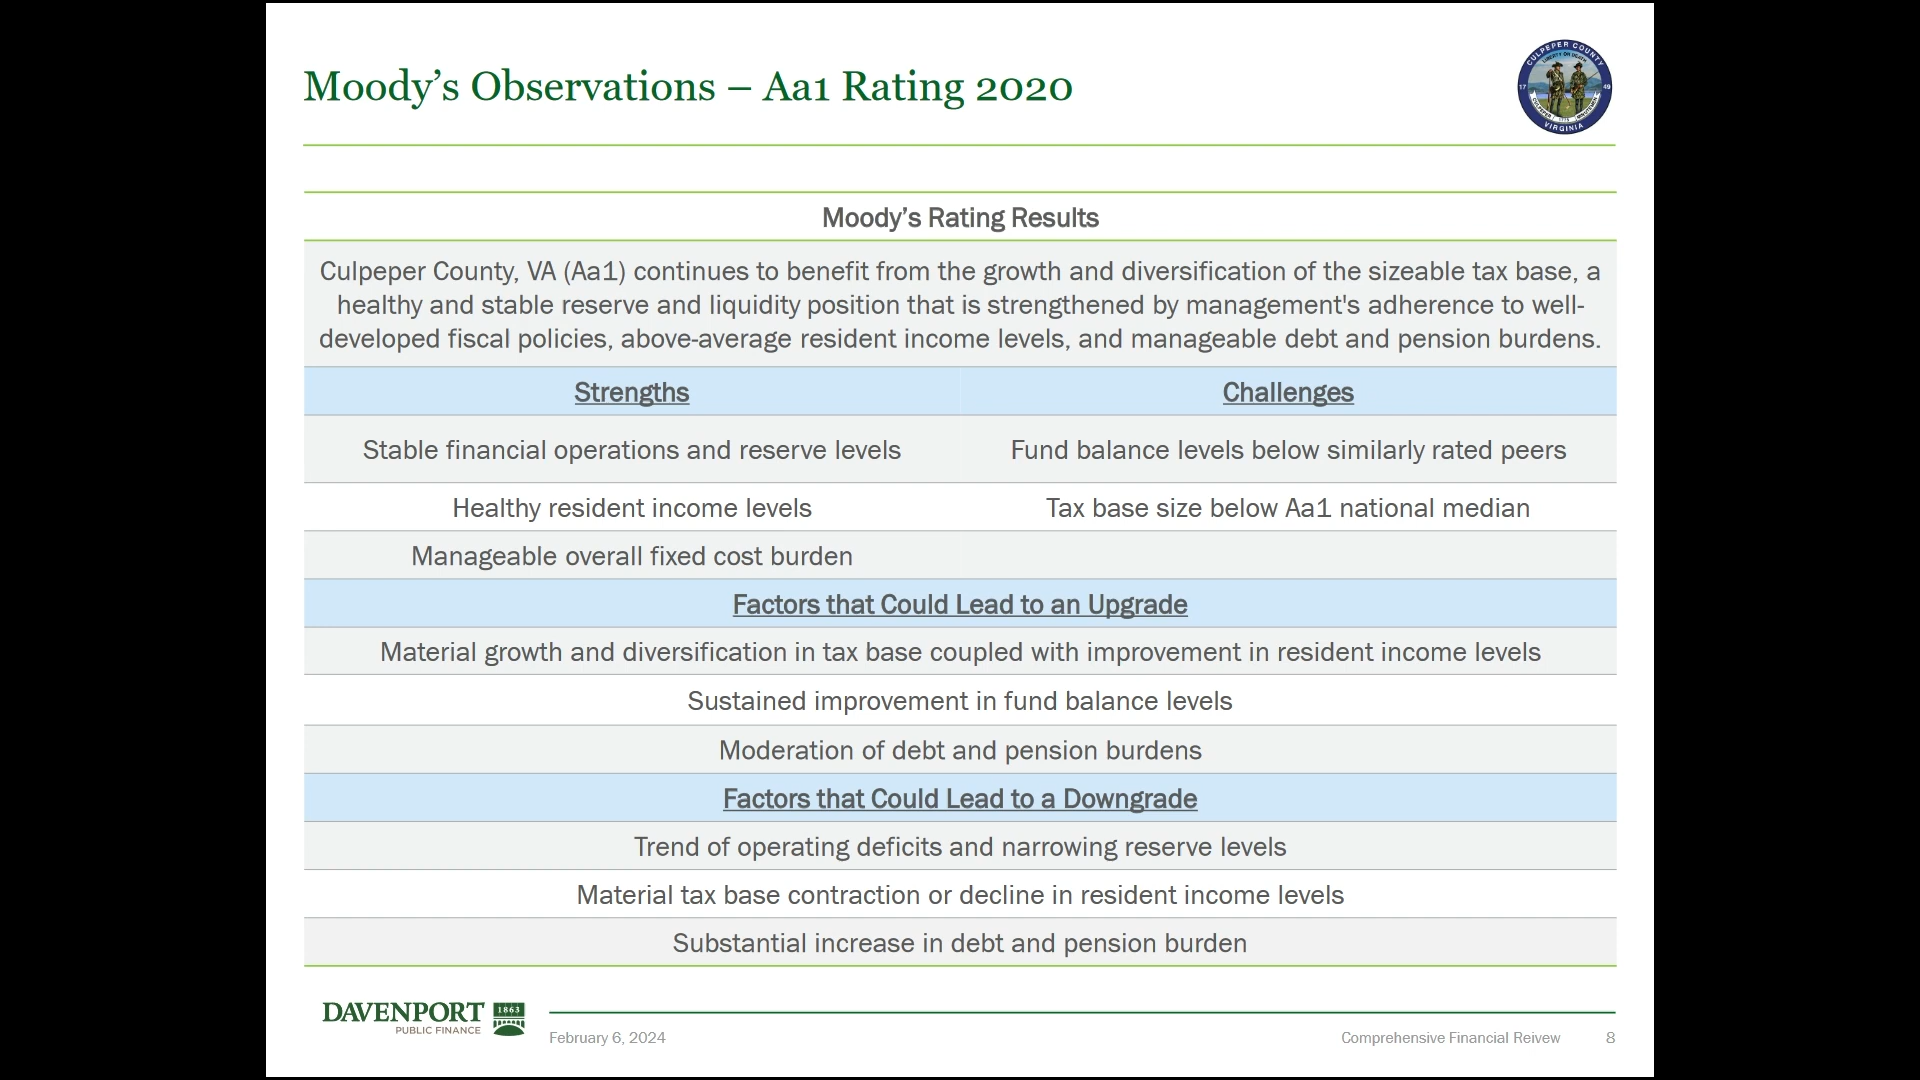 Moody's Observations – Aa1 Rating 2020
CULPEPER COUNTY
LIBERTY OR DEATH
17 49
VIRGINIA
Moody's Rating Results
Culpeper County, VA (Aa1) continues to benefit from the growth and diversification of the sizeable tax base, a
healthy and stable reserve and liquidity position that is strengthened by management's adherence to well-
developed fiscal policies, above-average resident income levels, and manageable debt and pension burdens.
Strengths Challenges
Stable financial operations and reserve levels Fund balance levels below similarly rated peers
Healthy resident income levels Tax base size below Aa1 national median
Manageable overall fixed cost burden
Factors that Could Lead to an Upgrade
Material growth and diversification in tax base coupled with improvement in resident income levels
Sustained improvement in fund balance levels
Moderation of debt and pension burdens
Factors that Could Lead to a Downgrade
Trend of operating deficits and narrowing reserve levels
Material tax base contraction or decline in resident income levels
Substantial increase in debt and pension burden
DAVENPORT 1863
PUBLIC FINANCE
February 6, 2024 Comprehensive Financial Reivew 8